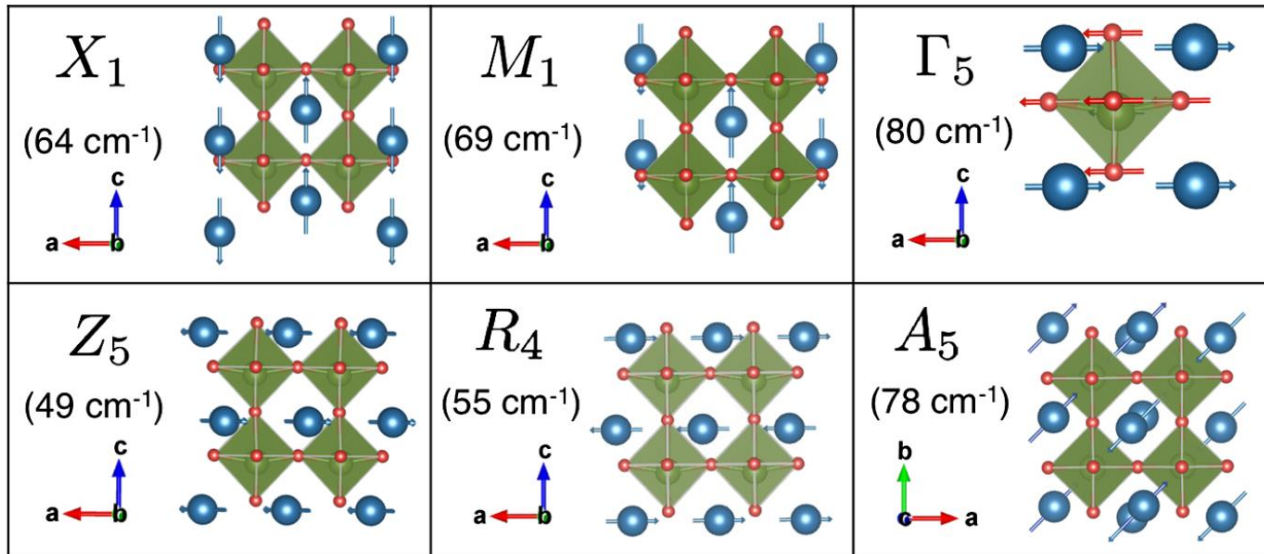 X₁
(64 cm⁻¹)
c
a b
M₁
(69 cm⁻¹)
c
a b
Γ₅
(80 cm⁻¹)
c
a b
Z₅
(49 cm⁻¹)
c
a b
R₄
(55 cm⁻¹)
c
a b
A₅
(78 cm⁻¹)
b
c a